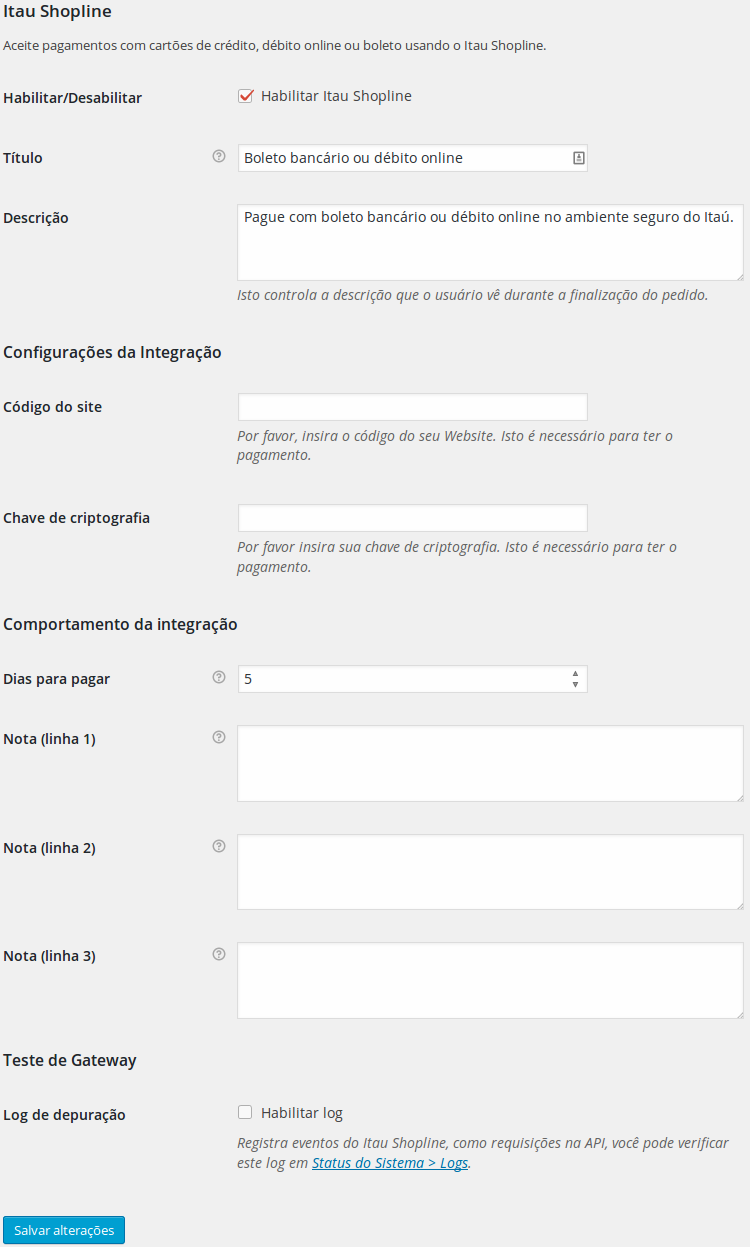 Itau Shopline
Aceite pagamentos com cartões de crédito, débito online ou boleto usando o Itau Shopline.
Habilitar/Desabilitar
Habilitar Itau Shopline
Título
Boleto bancário ou débito online
Descrição
Pague com boleto bancário ou débito online no ambiente seguro do Itaú.
Isto controla a descrição que o usuário vê durante a finalização do pedido.
Configurações da Integração
Código do site
Por favor, insira o código do seu Website. Isto é necessário para ter o
pagamento.
Chave de criptografia
Por favor insira sua chave de criptografia. Isto é necessário para ter o
pagamento.
Comportamento da integração
Dias para pagar
5
Nota (linha 1)
Nota (linha 2)
Nota (linha 3)
Teste de Gateway
Log de depuração
Habilitar log
Registra eventos do Itau Shopline, como requisições na API, você pode verificar
este log em Status do Sistema > Logs.
Salvar alterações